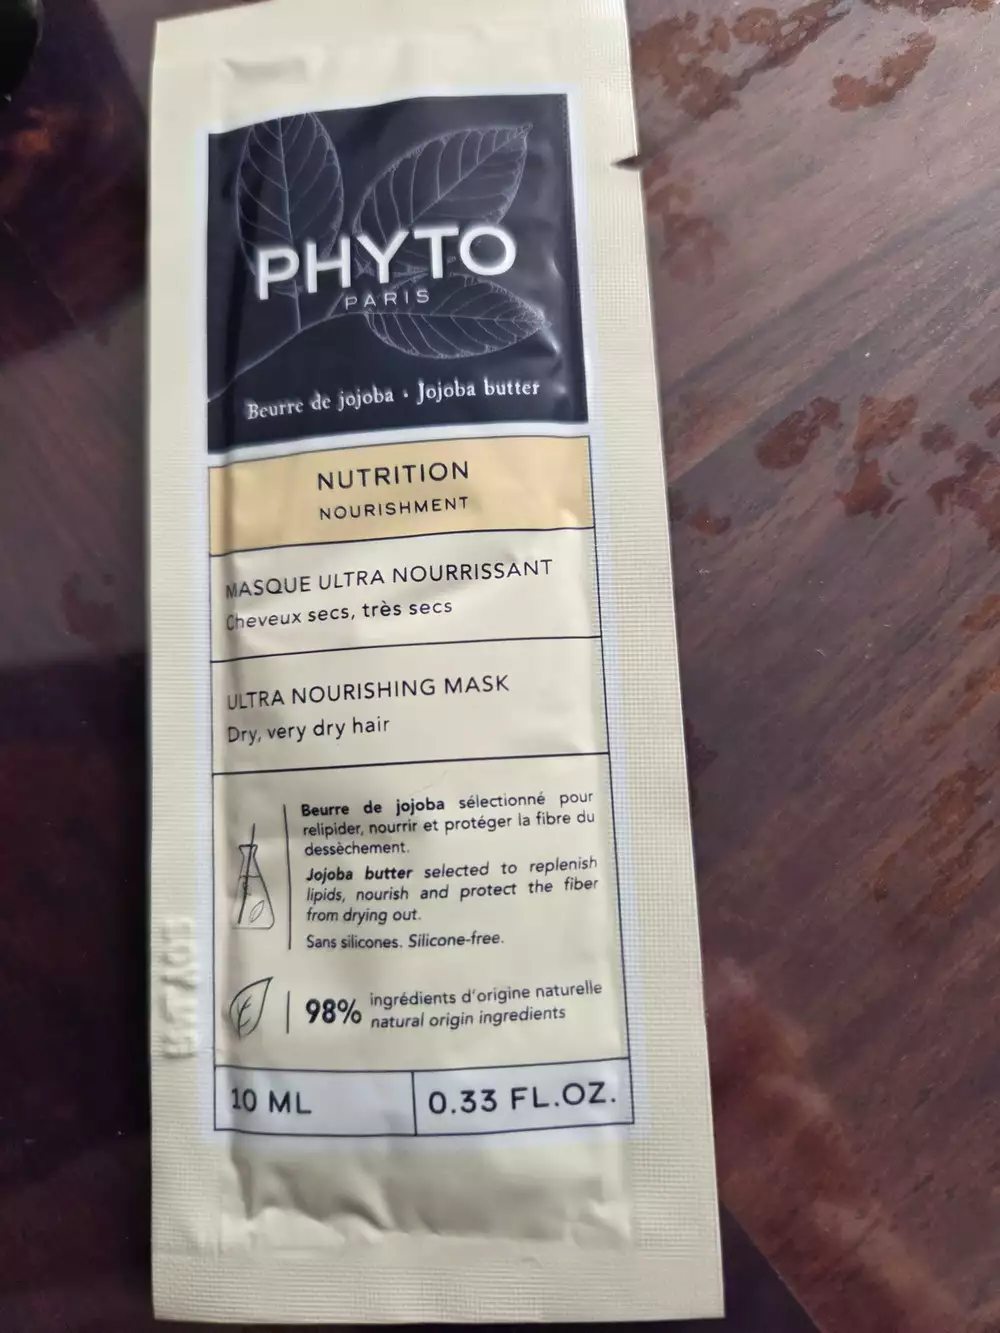 PHYTO
PARIS
Beurre de jojoba • Jojoba butter
NUTRITION
NOURISHMENT
MASQUE ULTRA NOURRISSANT
Cheveux secs, très secs
ULTRA NOURISHING MASK
Dry, very dry hair
Beurre de jojoba sélectionné pour
relipider, nourrir et protéger la fibre du
dessèchement.
Jojoba butter selected to replenish
lipids, nourish and protect the fiber
from drying out.
Sans silicones. Silicone-free.
98% ingrédients d'origine naturelle
natural origin ingredients
10 ML
0.33 FL.OZ.